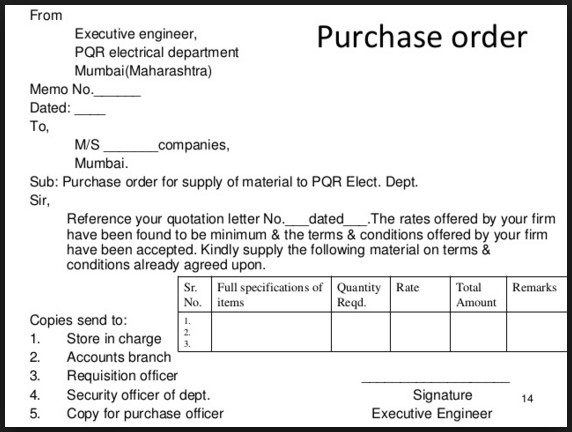 Purchase order
From
Executive engineer,
PQR electrical department
Mumbai(Maharashtra)
Memo No.______
Dated: ____
To,
M/S _______companies,
Mumbai.
Sub: Purchase order for supply of material to PQR Elect. Dept.
Sir,
Reference your quotation letter No.___dated___.The rates offered by your firm
have been found to be minimum & the terms & conditions offered by your firm
have been accepted. Kindly supply the following material on terms &
conditions already agreed upon.
Sr. No. Full specifications of items Quantity Reqd. Rate Total Amount Remarks
1.
2.
3.
Copies send to:
1. Store in charge
2. Accounts branch
3. Requisition officer
4. Security officer of dept.
5. Copy for purchase officer
___________________
Signature
Executive Engineer
14